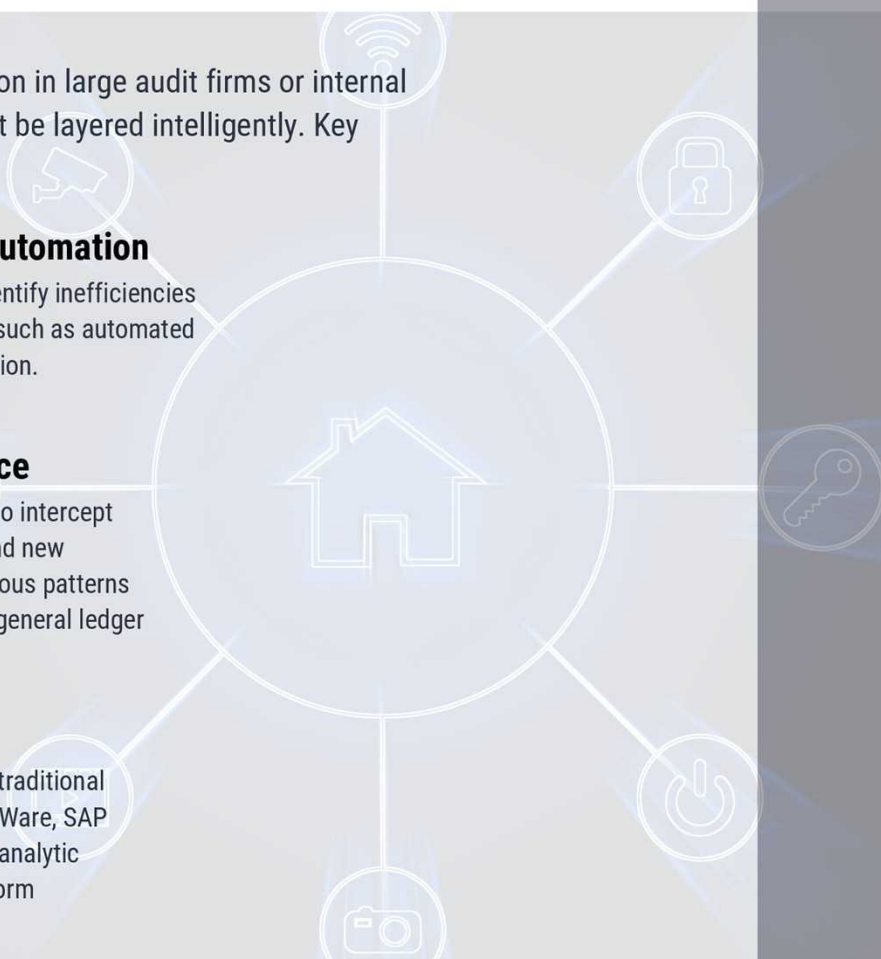 on in large audit firms or internal
t be layered intelligently. Key
utomation
entify inefficiencies
such as automated
ion.
ce
o intercept
nd new
ous patterns
general ledger
traditional
Ware, SAP
analytic
orm